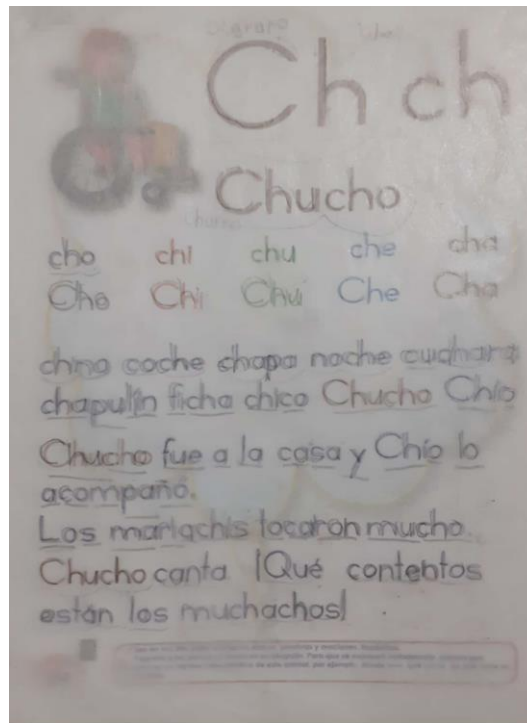 Ch ch
Chucho
cho chi chu che cha
Cho Chi Chu Che Cha
china coche chapa noche cuchara
chapulín ficha chico Chucho Chío
Chucho fue a la casa y Chío lo
acompañó.
Los mariachis tocaron mucho.
Chucho canta. ¡Qué contentos
están los muchachos!